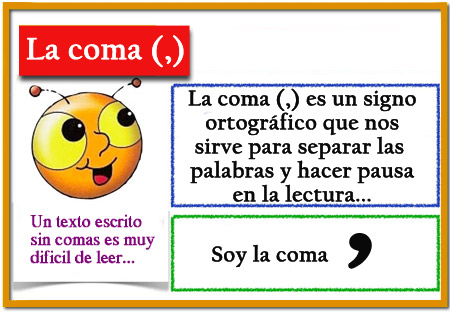 La coma (,)
La coma (,) es un signo
ortográfico que nos
sirve para separar las
palabras y hacer pausa
en la lectura...
Un texto escrito
sin comas es muy
dificil de leer...
Soy la coma ,